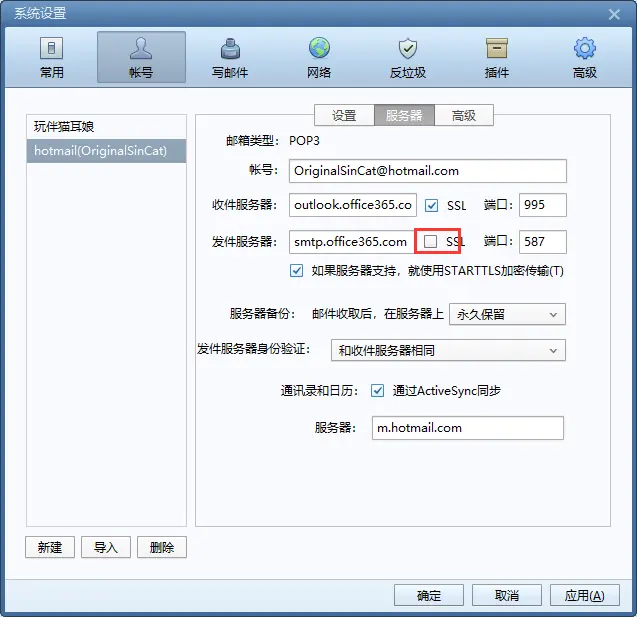 系统设置
常用 帐号 写邮件 网络 反垃圾 插件 高级
玩伴猫耳娘
hotmail(OriginalSinCat)
设置 服务器 高级
邮箱类型: POP3
帐号: OriginalSinCat@hotmail.com
收件服务器: outlook.office365.co SSL 端口: 995
发件服务器: smtp.office365.com SSL 端口: 587
如果服务器支持，就使用STARTTLS加密传输(T)
服务器备份: 邮件收取后，在服务器上 永久保留
发件服务器身份验证: 和收件服务器相同
通讯录和日历: 通过ActiveSync同步
服务器: m.hotmail.com
新建 导入 删除
确定 取消 应用(A)